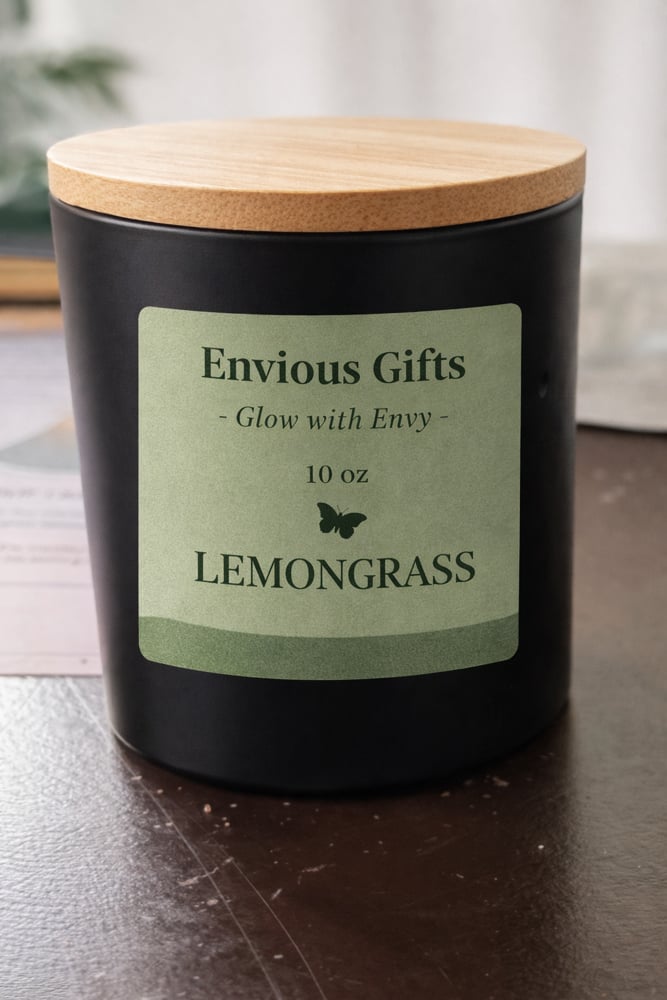 Envious Gifts
- Glow with Envy -
10 oz
LEMONGRASS